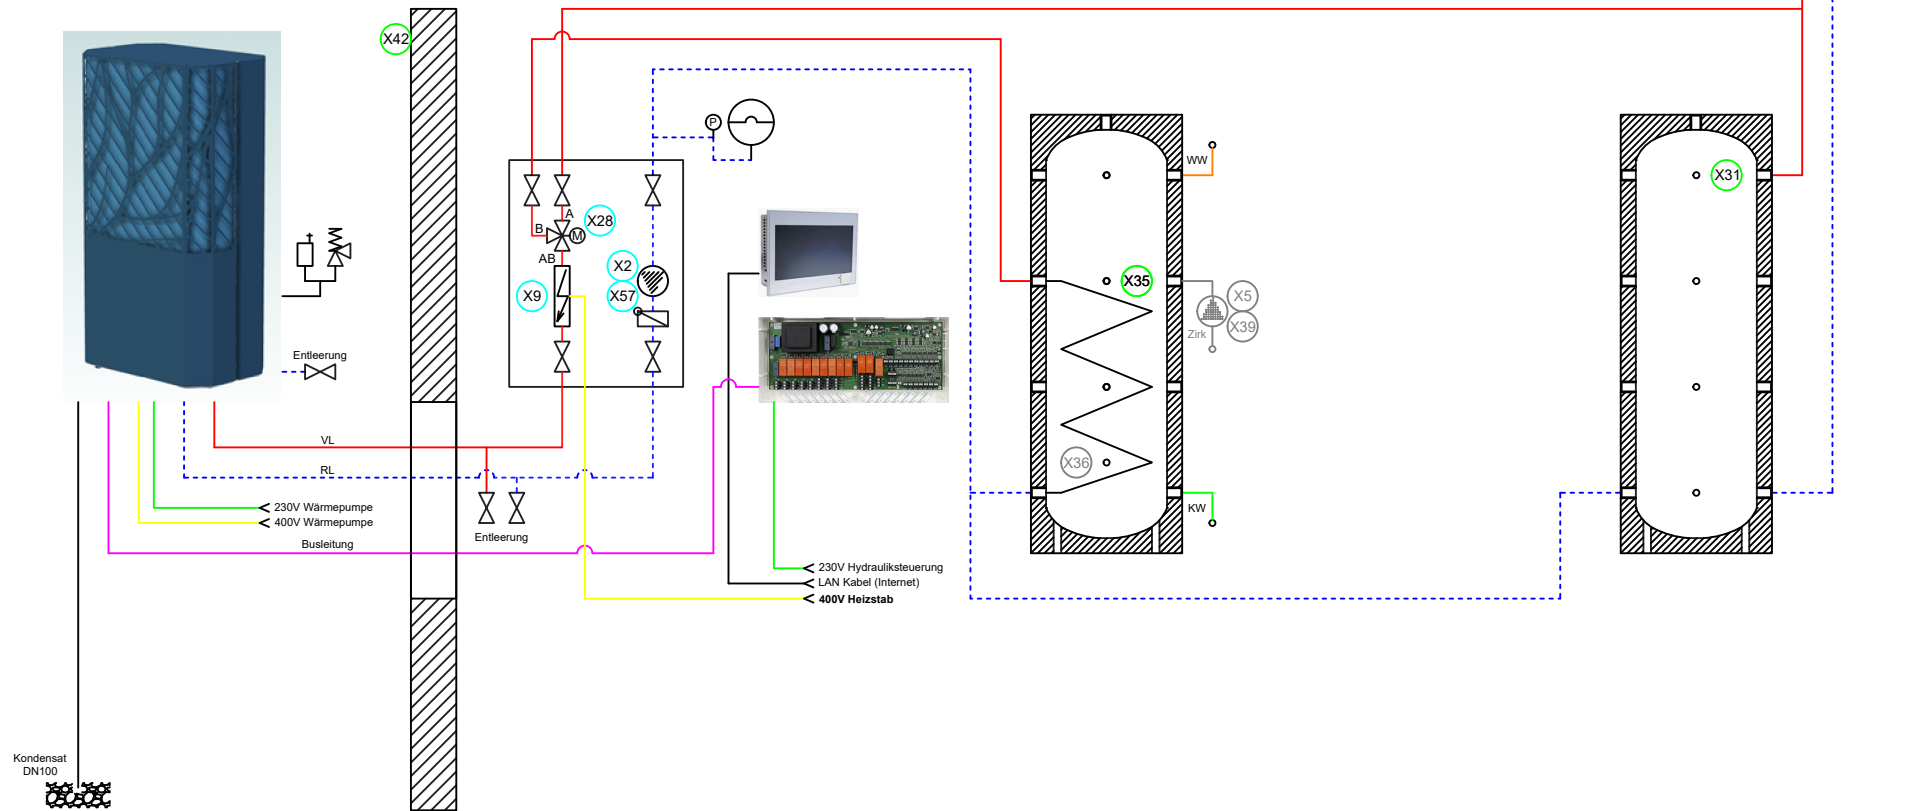 X42
P
WW
A
X28
B
M
X31
AB
X2
X35
X9
X57
X5
X39
Zirk
Entleerung
VL
X36
RL
230V Wärmepumpe
KW
400V Wärmepumpe
Entleerung
Busleitung
230V Hydrauliksteuerung
LAN Kabel (Internet)
400V Heizstab
Kondensat
DN100